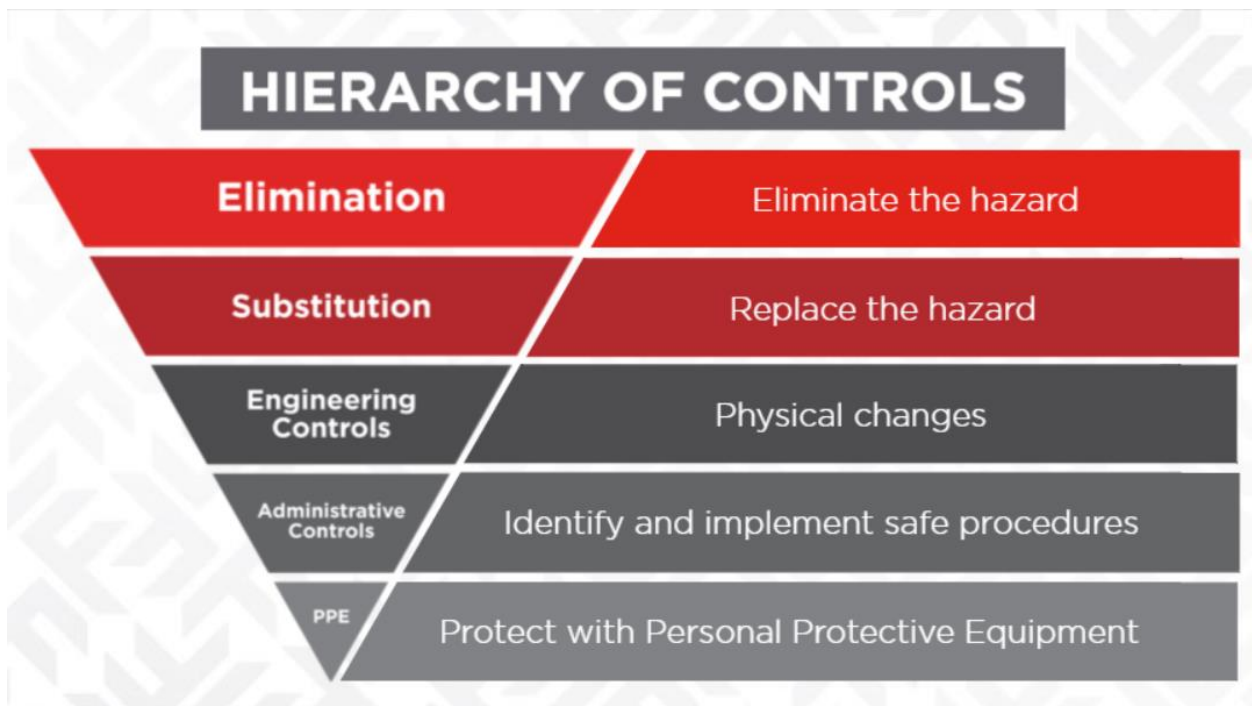 HIERARCHY OF CONTROLS
Elimination
Eliminate the hazard
Substitution
Replace the hazard
Engineering
Controls
Physical changes
Administrative
Controls
Identify and implement safe procedures
PPE
Protect with Personal Protective Equipment